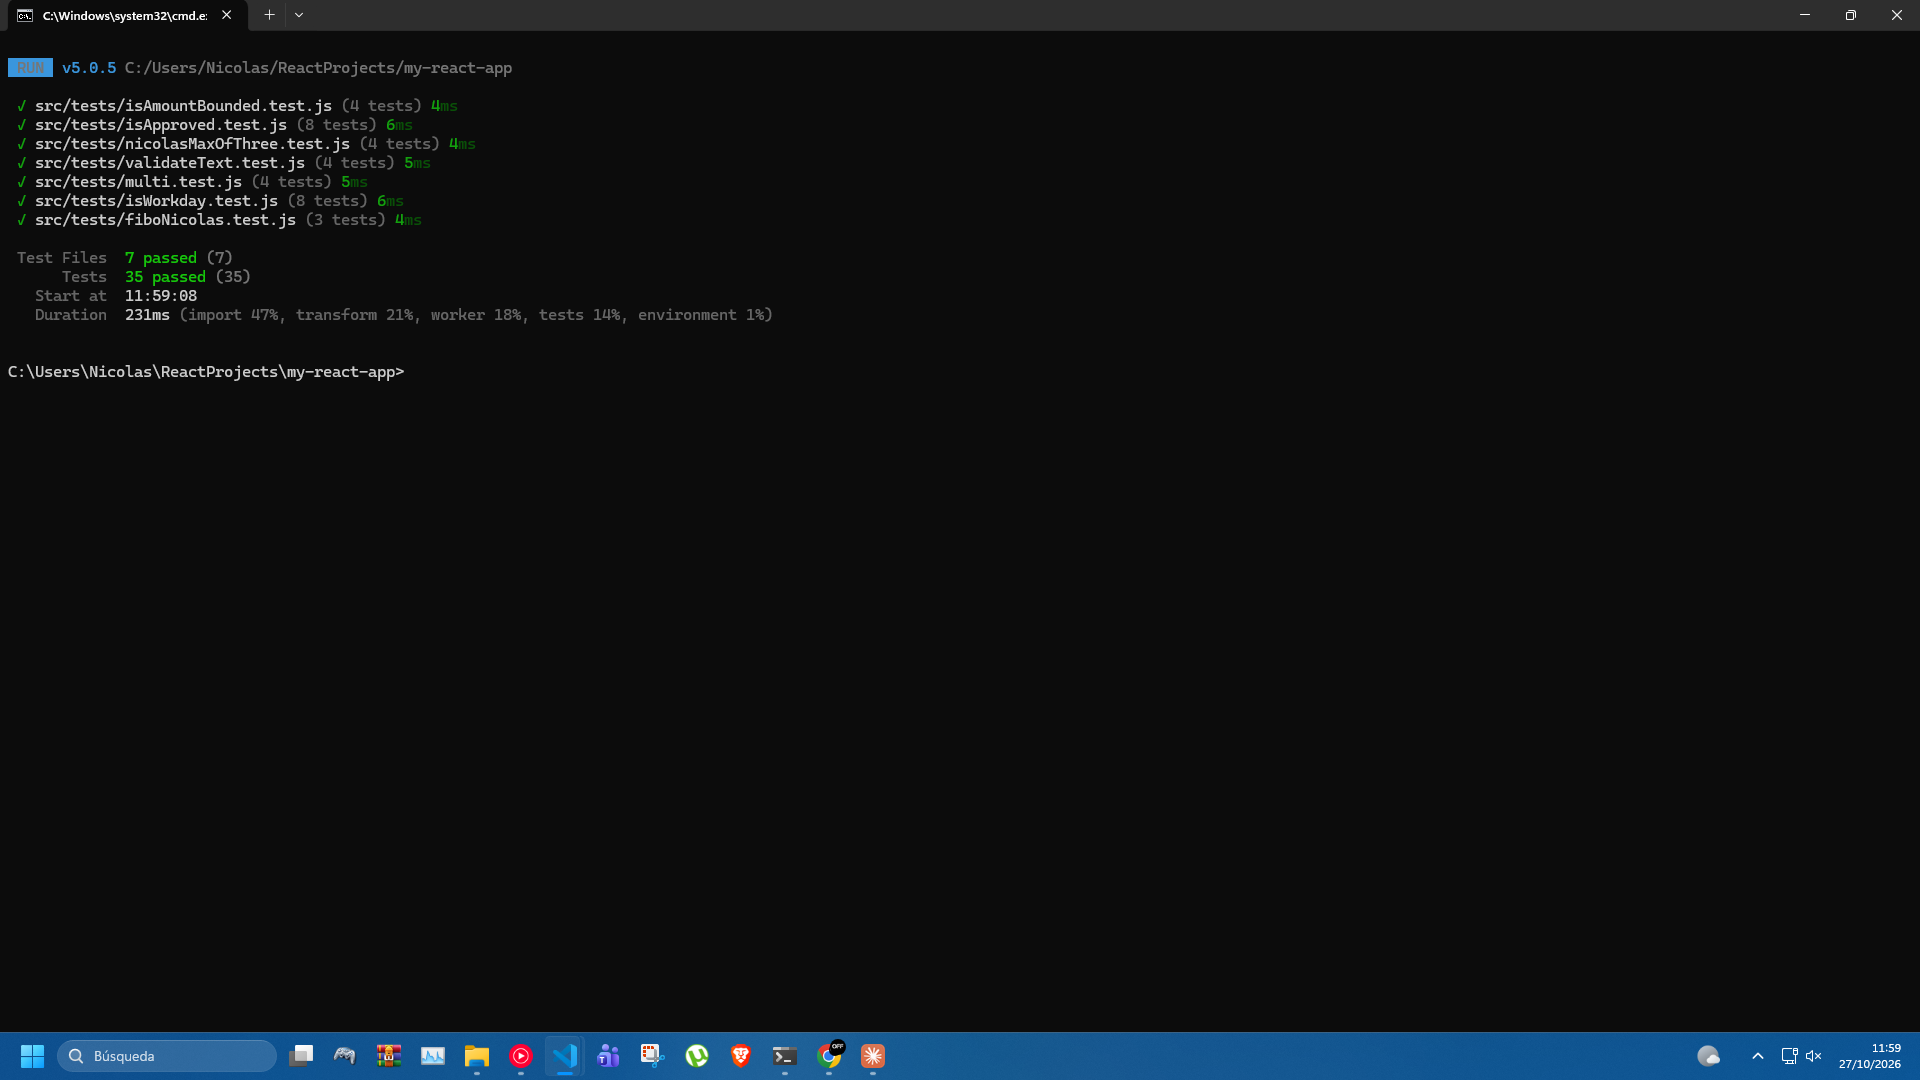 C:\Windows\system32\cmd.e:
RUN v5.0.5 C:/Users/Nicolas/ReactProjects/my-react-app
✓ src/tests/isAmountBounded.test.js (4 tests) 4ms
✓ src/tests/isApproved.test.js (8 tests) 6ms
✓ src/tests/nicolasMaxOfThree.test.js (4 tests) 4ms
✓ src/tests/validateText.test.js (4 tests) 5ms
✓ src/tests/multi.test.js (4 tests) 5ms
✓ src/tests/isWorkday.test.js (8 tests) 6ms
✓ src/tests/fiboNicolas.test.js (3 tests) 4ms
Test Files 7 passed (7)
Tests 35 passed (35)
Start at 11:59:08
Duration 231ms (import 47%, transform 21%, worker 18%, tests 14%, environment 1%)
C:\Users\Nicolas\ReactProjects\my-react-app>
Búsqueda
OFF
11:59
27/10/2026